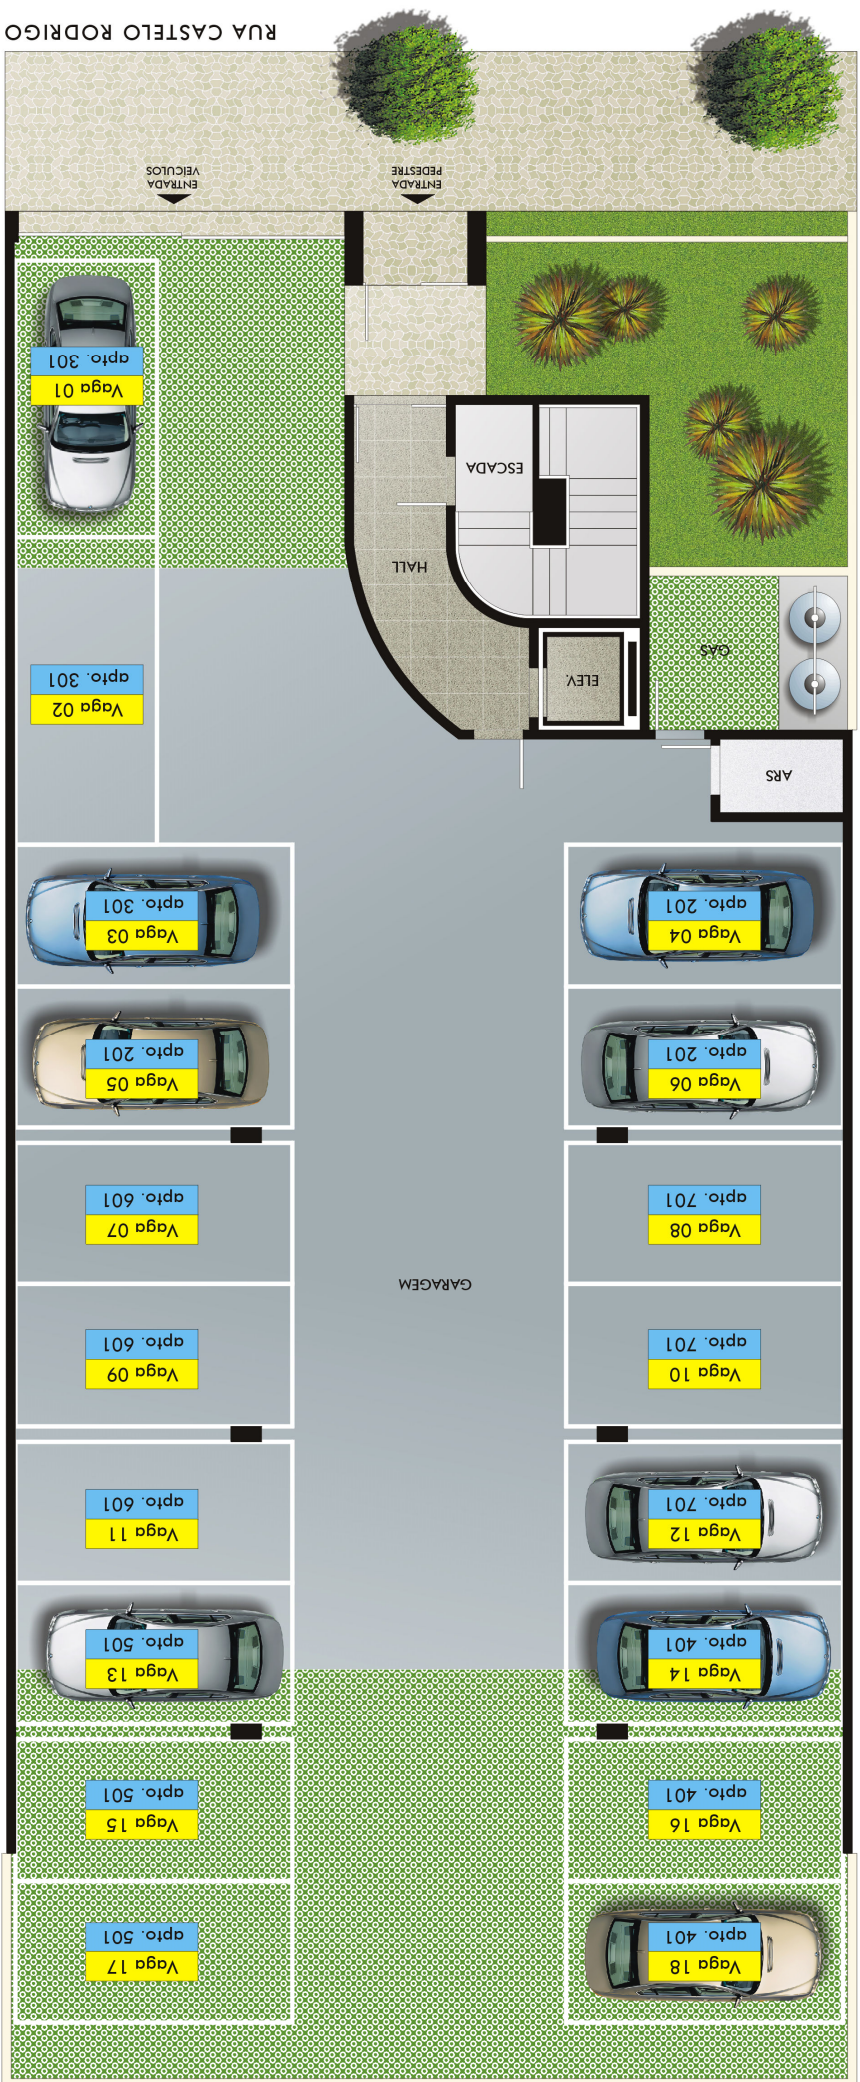 Vaga 18
apto. 401
Vaga 17
apto. 501
Vaga 16
apto. 401
Vaga 15
apto. 501
Vaga 14
apto. 401
Vaga 13
apto. 501
Vaga 12
apto. 701
Vaga 11
apto. 601
Vaga 10
apto. 701
Vaga 09
apto. 601
GARAGEM
Vaga 08
apto. 701
Vaga 07
apto. 601
Vaga 06
apto. 201
Vaga 05
apto. 201
Vaga 04
apto. 201
Vaga 03
apto. 301
ARS
Vaga 02
apto. 301
ELEV.
GÁS
HALL
ESCADA
Vaga 01
apto. 301
ENTRADA
PEDESTRE
ENTRADA
VEÍCULOS
RUA CASTELO RODRIGO